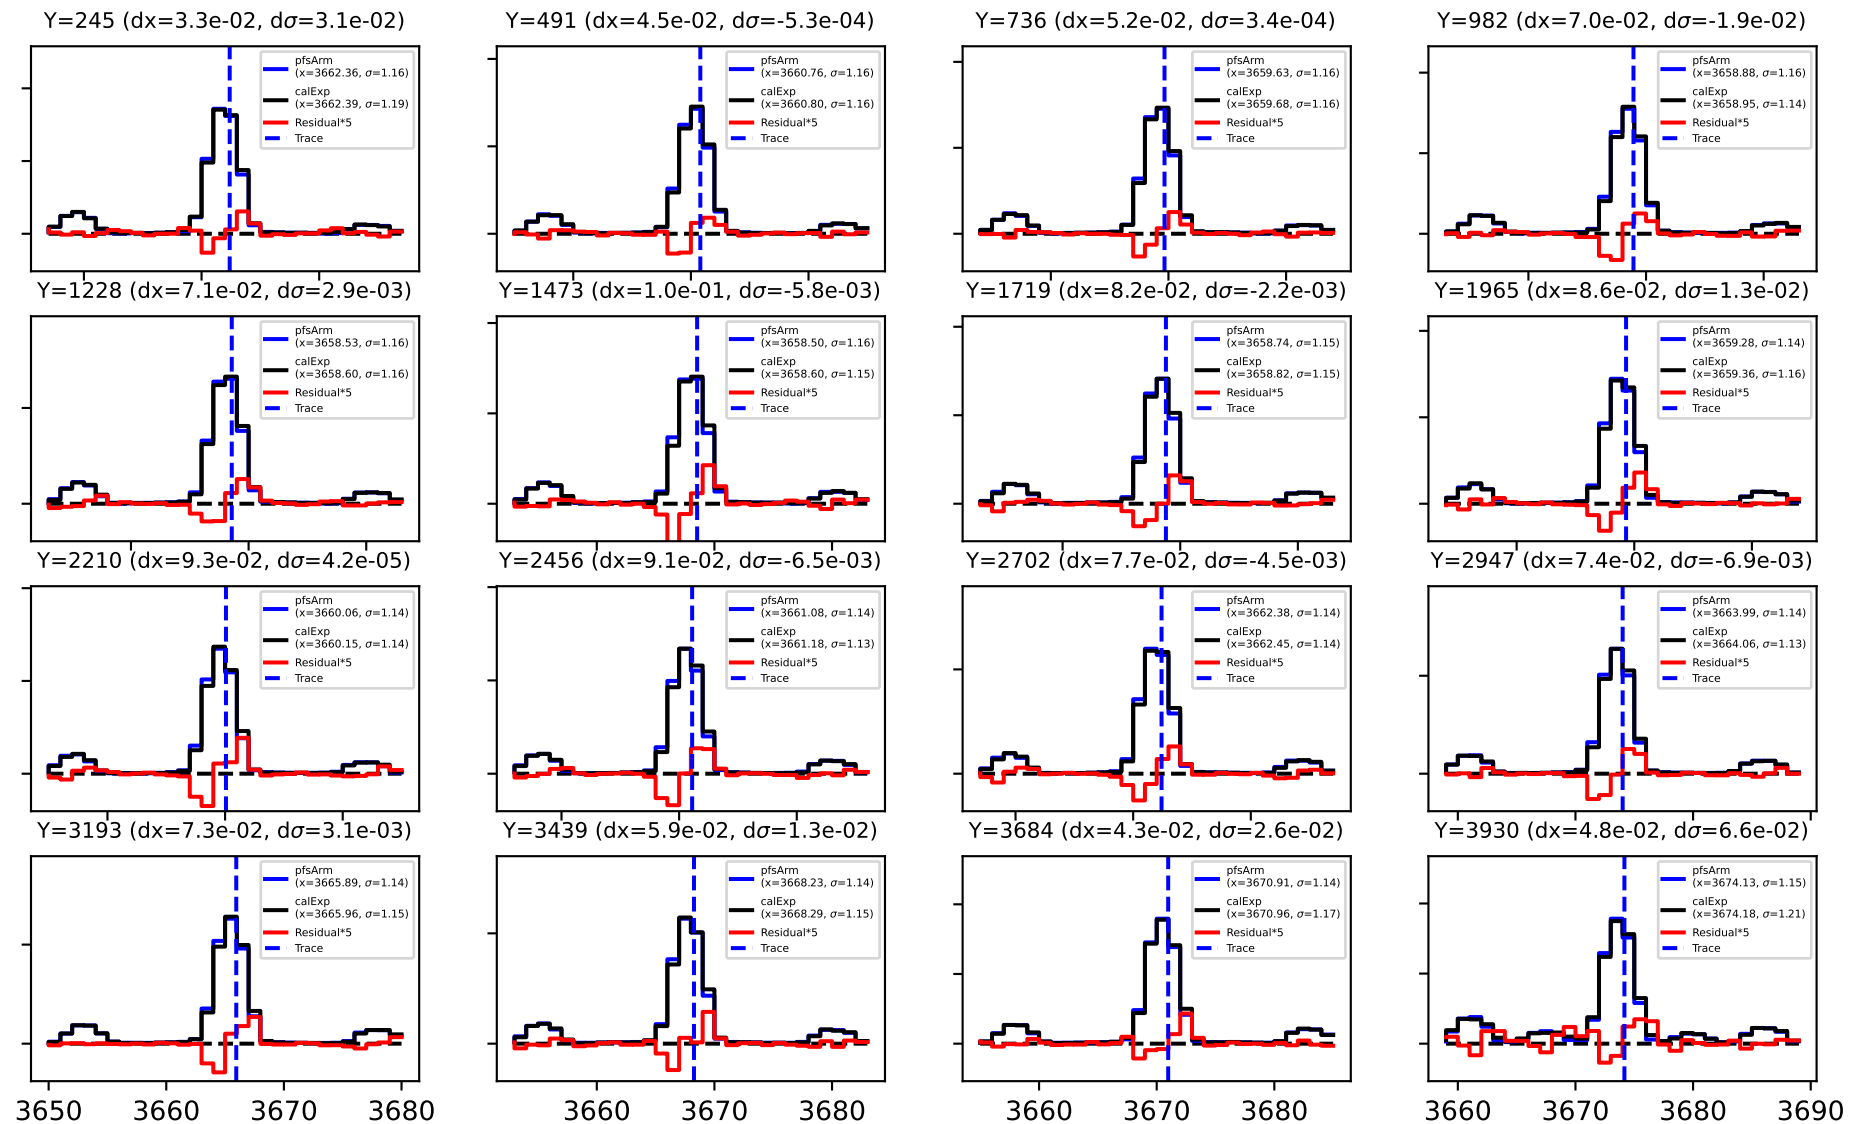 Y=245 (dx=3.3e-02, dσ=3.1e-02)
pfsArm
(x=3662.36, σ=1.16)
calExp
(x=3662.39, σ=1.19)
Residual*5
Trace
Y=491 (dx=4.5e-02, dσ=-5.3e-04)
pfsArm
(x=3660.76, σ=1.16)
calExp
(x=3660.80, σ=1.16)
Residual*5
Trace
Y=736 (dx=5.2e-02, dσ=3.4e-04)
pfsArm
(x=3659.63, σ=1.16)
calExp
(x=3659.68, σ=1.16)
Residual*5
Trace
Y=982 (dx=7.0e-02, dσ=-1.9e-02)
pfsArm
(x=3658.88, σ=1.16)
calExp
(x=3658.95, σ=1.14)
Residual*5
Trace
Y=1228 (dx=7.1e-02, dσ=2.9e-03)
pfsArm
(x=3658.53, σ=1.16)
calExp
(x=3658.60, σ=1.16)
Residual*5
Trace
Y=1473 (dx=1.0e-01, dσ=-5.8e-03)
pfsArm
(x=3658.50, σ=1.16)
calExp
(x=3658.60, σ=1.15)
Residual*5
Trace
Y=1719 (dx=8.2e-02, dσ=-2.2e-03)
pfsArm
(x=3658.74, σ=1.15)
calExp
(x=3658.82, σ=1.15)
Residual*5
Trace
Y=1965 (dx=8.6e-02, dσ=1.3e-02)
pfsArm
(x=3659.28, σ=1.14)
calExp
(x=3659.36, σ=1.16)
Residual*5
Trace
Y=2210 (dx=9.3e-02, dσ=4.2e-05)
pfsArm
(x=3660.06, σ=1.14)
calExp
(x=3660.15, σ=1.14)
Residual*5
Trace
Y=2456 (dx=9.1e-02, dσ=-6.5e-03)
pfsArm
(x=3661.08, σ=1.14)
calExp
(x=3661.18, σ=1.13)
Residual*5
Trace
Y=2702 (dx=7.7e-02, dσ=-4.5e-03)
pfsArm
(x=3662.38, σ=1.14)
calExp
(x=3662.45, σ=1.14)
Residual*5
Trace
Y=2947 (dx=7.4e-02, dσ=-6.9e-03)
pfsArm
(x=3663.99, σ=1.14)
calExp
(x=3664.06, σ=1.13)
Residual*5
Trace
Y=3193 (dx=7.3e-02, dσ=3.1e-03)
pfsArm
(x=3665.89, σ=1.14)
calExp
(x=3665.96, σ=1.15)
Residual*5
Trace
3650 3660 3670 3680
Y=3439 (dx=5.9e-02, dσ=1.3e-02)
pfsArm
(x=3668.23, σ=1.14)
calExp
(x=3668.29, σ=1.15)
Residual*5
Trace
3660 3670 3680
Y=3684 (dx=4.3e-02, dσ=2.6e-02)
pfsArm
(x=3670.91, σ=1.14)
calExp
(x=3670.96, σ=1.17)
Residual*5
Trace
3660 3670 3680
Y=3930 (dx=4.8e-02, dσ=6.6e-02)
pfsArm
(x=3674.13, σ=1.15)
calExp
(x=3674.18, σ=1.21)
Residual*5
Trace
3660 3670 3680 3690